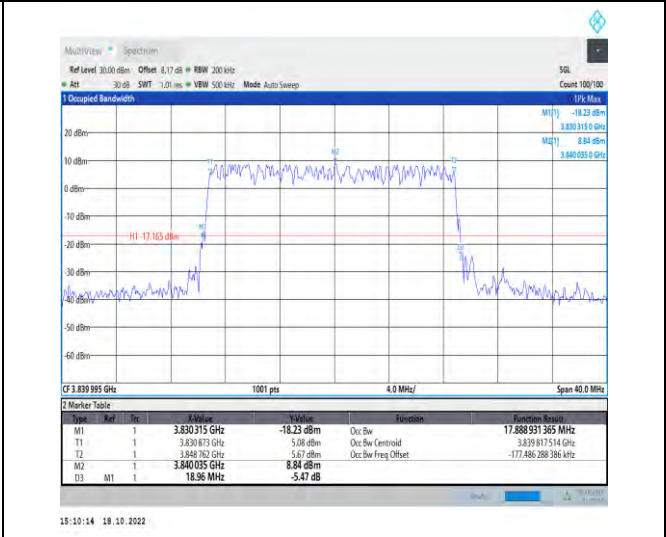 MultiView Spectrum
Ref Level 30.00 dBm Offset 8.17 dB RBW 200 kHz SGL
Att 30 dB SWT 1.01 ms VBW 500 kHz Mode Auto Sweep Count 100/100
1 Occupied Bandwidth 1Pk Max
M1[1] -18.23 dBm
3.830 315 0 GHz
20 dBm M2[1] 8.84 dBm
3.840 035 0 GHz
M2
10 dBm T1 T2
0 dBm
-10 dBm
H1 -17.165 dBm
-20 dBm
-30 dBm
-40 dBm
-50 dBm
-60 dBm
CF 3.839 995 GHz 1001 pts 4.0 MHz/ Span 40.0 MHz
2 Marker Table
Type Ref Trc X-Value Y-Value Function Function Result
M1 1 3.830 315 GHz -18.23 dBm Occ Bw 17.888 931 365 MHz
T1 1 3.830 873 GHz 5.08 dBm Occ Bw Centroid 3.839 817 514 GHz
T2 1 3.848 762 GHz 5.67 dBm Occ Bw Freq Offset -177.486 288 386 kHz
M2 1 3.840 035 GHz 8.84 dBm
D3 M1 1 18.96 MHz -5.47 dB
15:10:14 18.10.2022